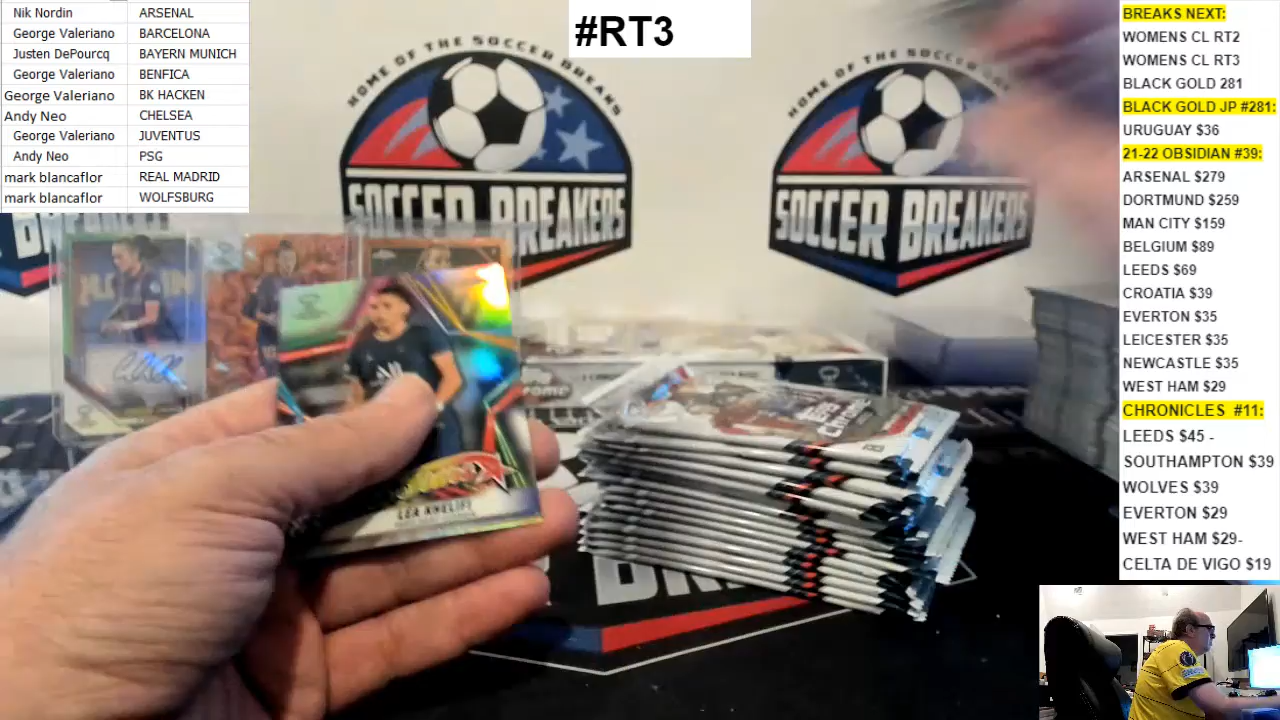 Nik Nordin ARSENAL
George Valeriano BARCELONA
Justen DePourcq BAYERN MUNICH
George Valeriano BENFICA
George Valeriano BK HACKEN
Andy Neo CHELSEA
George Valeriano JUVENTUS
Andy Neo PSG
mark blancaflor REAL MADRID
mark blancaflor WOLFSBURG
#RT3
HOME OF THE SOCCER BREAKS
SOCCER BREAKERS
HOME OF THE SOCCER
SOCCER BREAKERS
BREAKS NEXT:
WOMENS CL RT2
WOMENS CL RT3
BLACK GOLD 281
BLACK GOLD JP #281:
URUGUAY $36
21-22 OBSIDIAN #39:
ARSENAL $279
DORTMUND $259
MAN CITY $159
BELGIUM $89
LEEDS $69
CROATIA $39
EVERTON $35
LEICESTER $35
NEWCASTLE $35
WEST HAM $29
CHRONICLES #11:
LEEDS $45 -
SOUTHAMPTON $39
WOLVES $39
EVERTON $29
WEST HAM $29-
CELTA DE VIGO $19